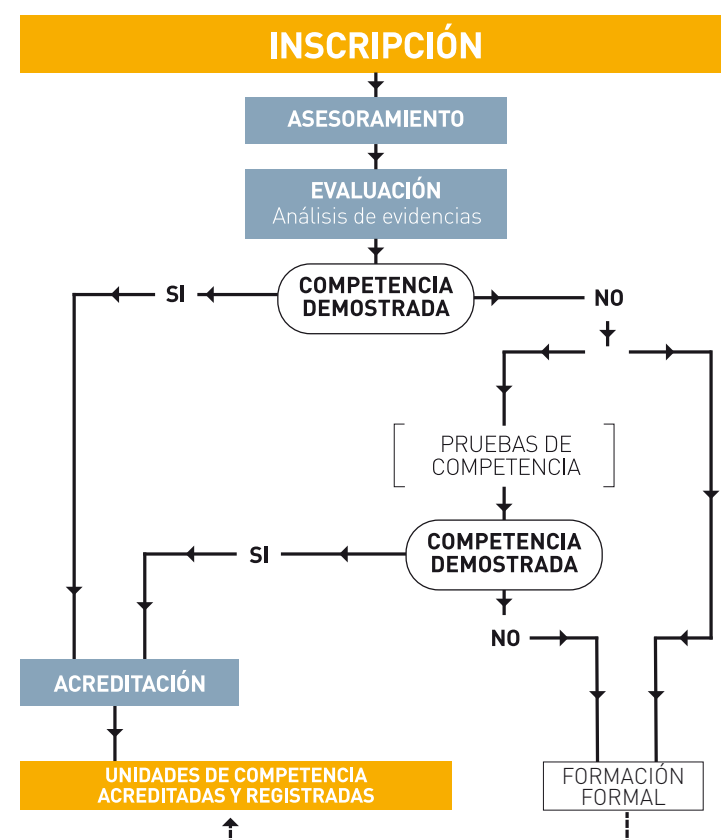 INSCRIPCIÓN
ASESORAMIENTO
EVALUACIÓN
Análisis de evidencias
COMPETENCIA
DEMOSTRADA
SI
NO
PRUEBAS DE
COMPETENCIA
COMPETENCIA
DEMOSTRADA
SI
NO
ACREDITACIÓN
UNIDADES DE COMPETENCIA
ACREDITADAS Y REGISTRADAS
FORMACIÓN
FORMAL